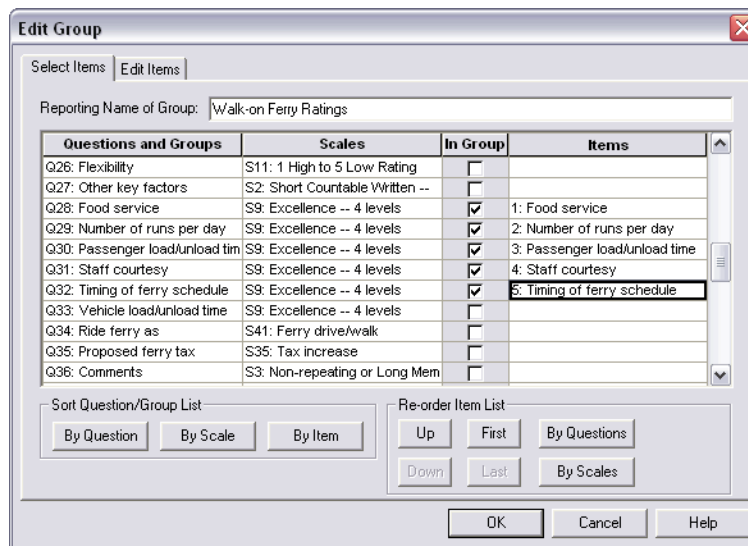 Edit Group
Select Items Edit Items
Reporting Name of Group: Walk-on Ferry Ratings
Questions and Groups Scales In Group Items
Q26: Flexibility S11: 1 High to 5 Low Rating
Q27: Other key factors S2: Short Countable Written --
Q28: Food service S9: Excellence -- 4 levels 1: Food service
Q29: Number of runs per day S9: Excellence -- 4 levels 2: Number of runs per day
Q30: Passenger load/unload tim S9: Excellence -- 4 levels 3: Passenger load/unload time
Q31: Staff courtesy S9: Excellence -- 4 levels 4: Staff courtesy
Q32: Timing of ferry schedule S9: Excellence -- 4 levels 5: Timing of ferry schedule
Q33: Vehicle load/unload time S9: Excellence -- 4 levels
Q34: Ride ferry as S41: Ferry drive/walk
Q35: Proposed ferry tax S35: Tax increase
Q36: Comments S3: Non-repeating or Long Mem
Sort Question/Group List Re-order Item List
By Question By Scale By Item Up First By Questions
Down Last By Scales
OK Cancel Help